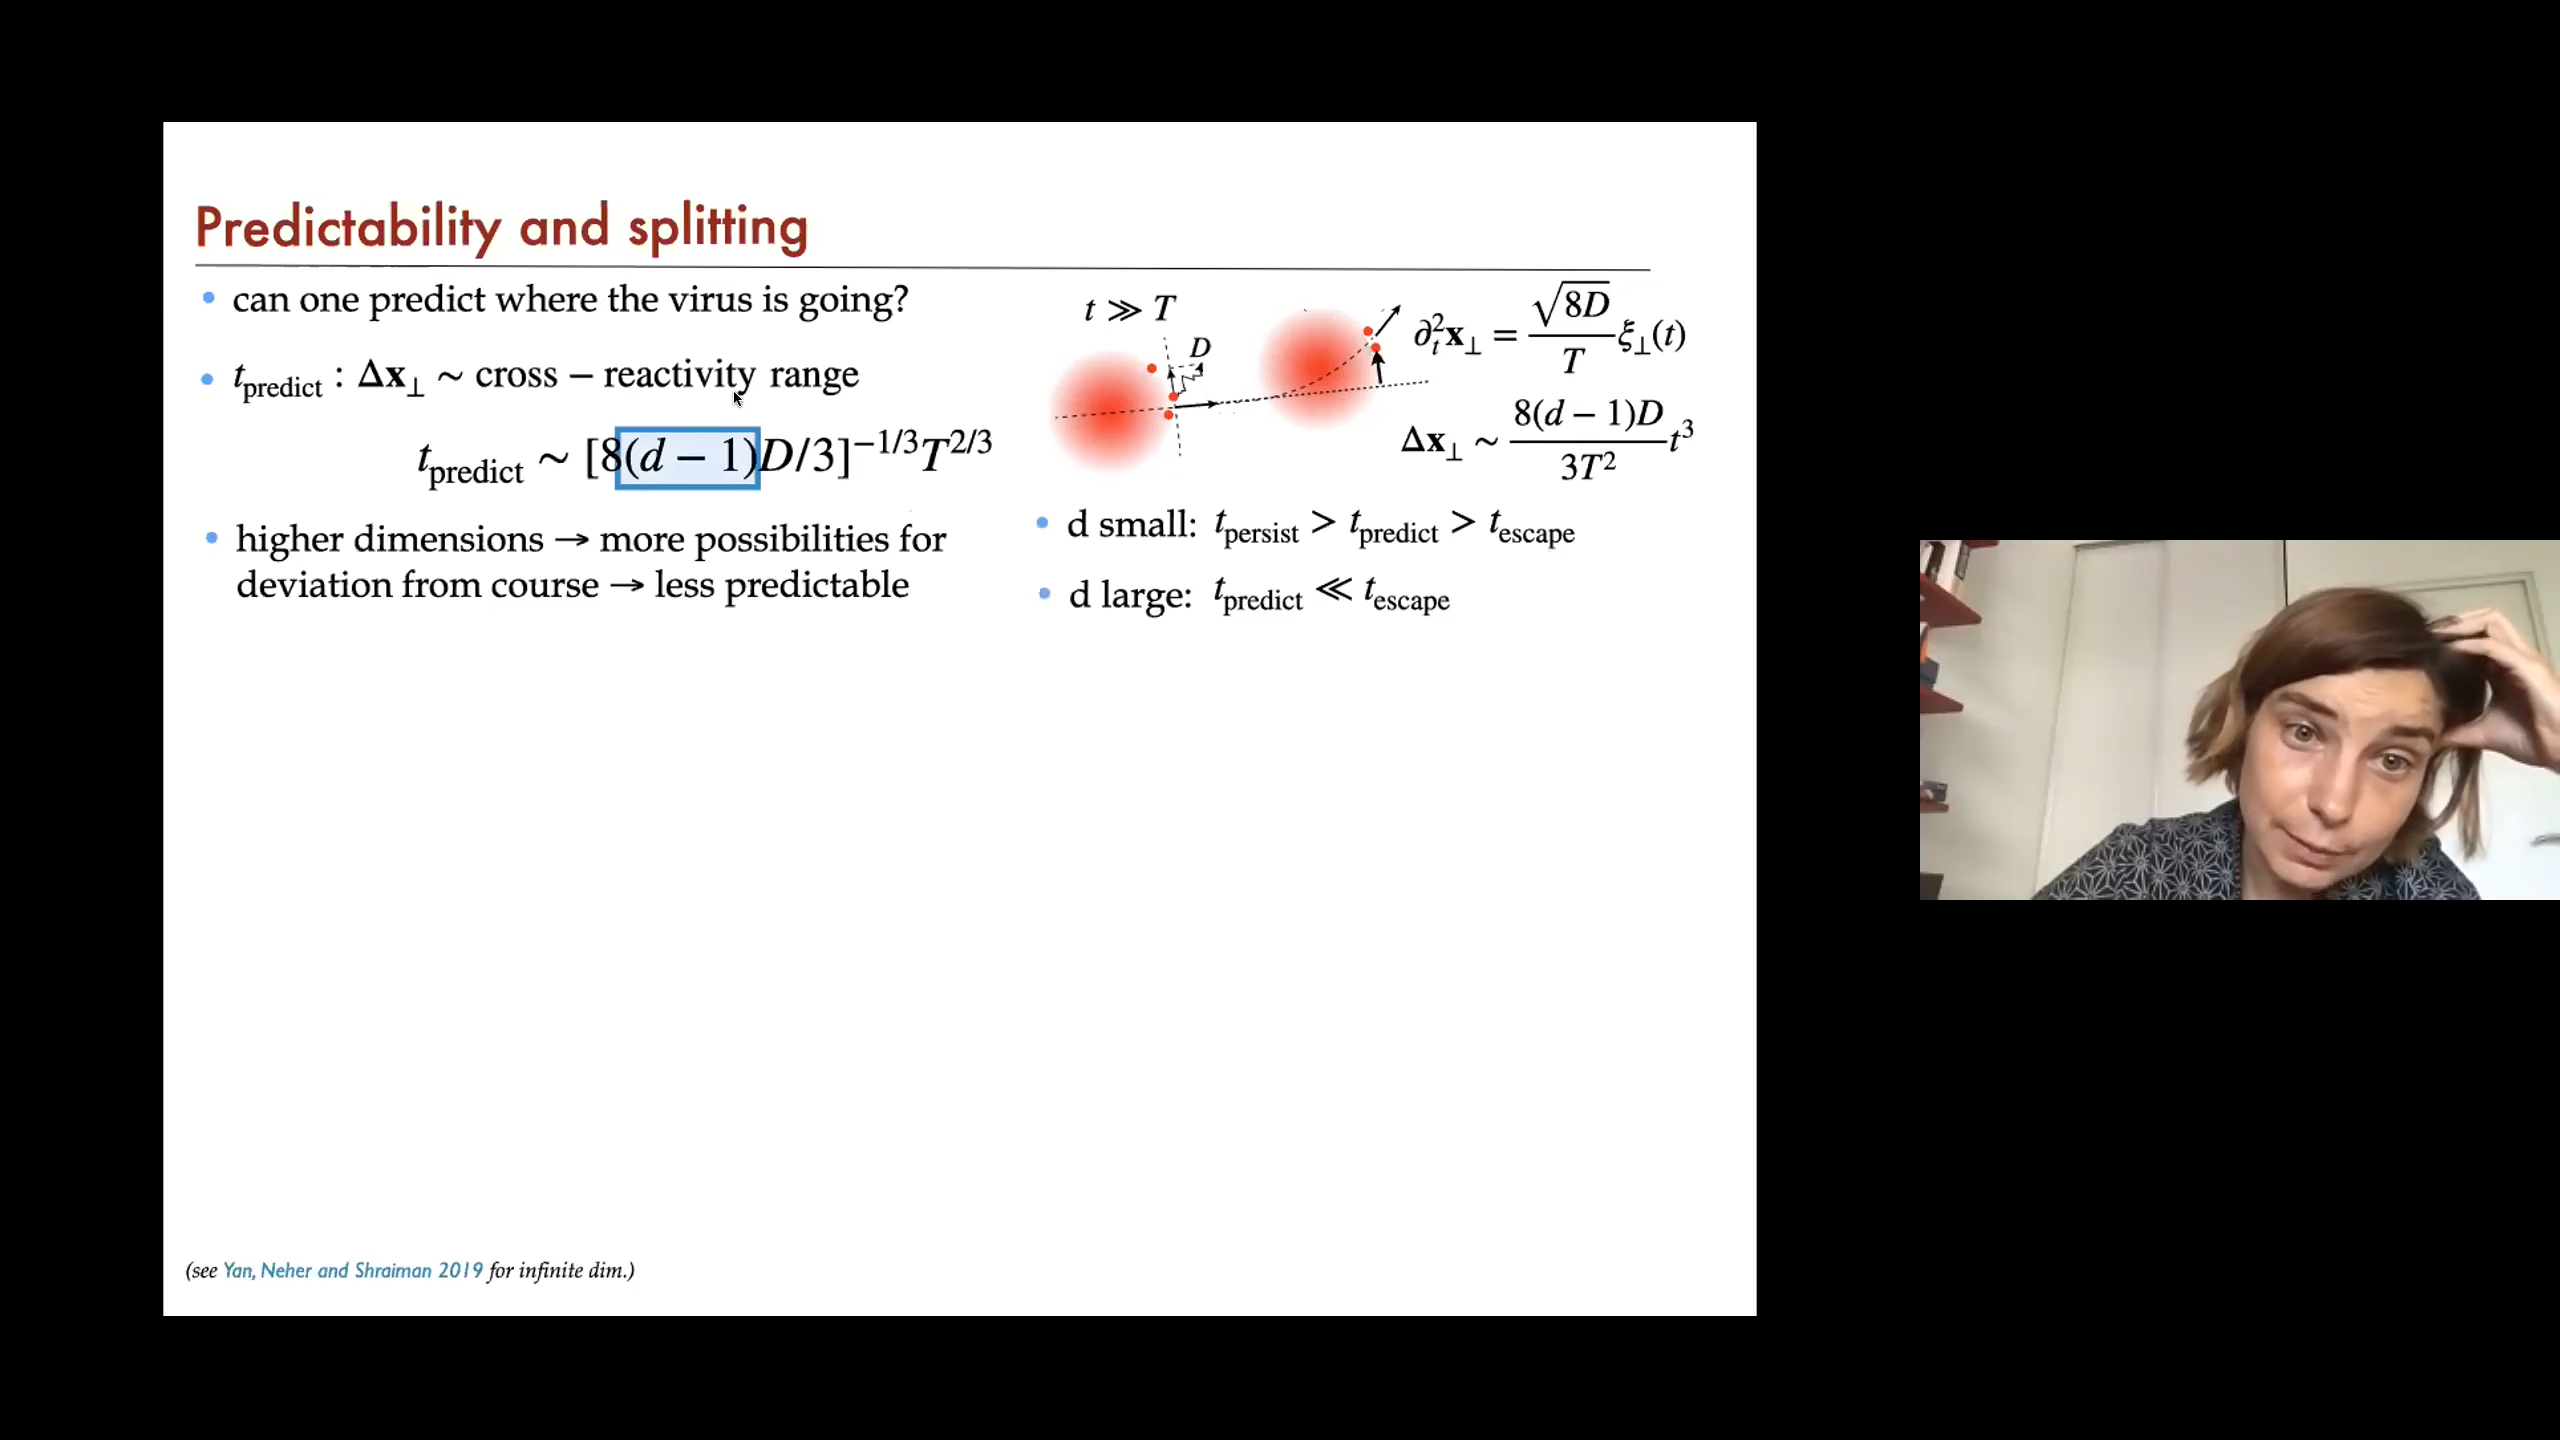 Predictability and splitting
• can one predict where the virus is going?
• t_predict : Δx_⊥ ∼ cross − reactivity range
t_predict ∼ [8(d − 1)D/3]^{−1/3}T^{2/3}
• higher dimensions → more possibilities for
deviation from course → less predictable
t ≫ T
D
∂_t^2 x_⊥ = \frac{\sqrt{8D}}{T} ξ_⊥(t)
Δx_⊥ ∼ \frac{8(d − 1)D}{3T^2} t^3
• d small: t_persist > t_predict > t_escape
• d large: t_predict ≪ t_escape
(see Yan, Neher and Shraiman 2019 for infinite dim.)